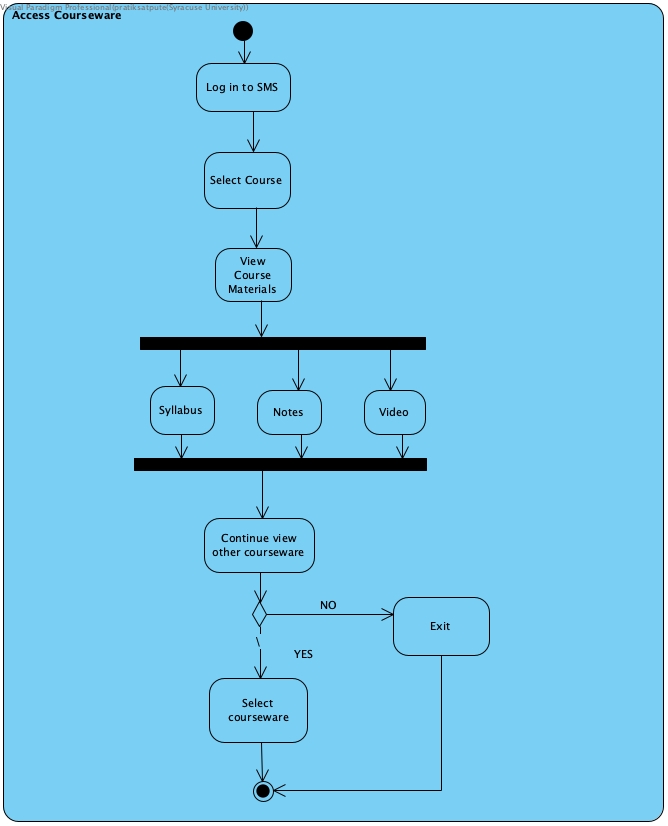 Visual Paradigm Professional(pratiksatpute(Syracuse University))
Access Courseware
Log in to SMS
Select Course
View
Course
Materials
Syllabus
Notes
Video
Continue view
other courseware
NO
Exit
YES
Select
courseware